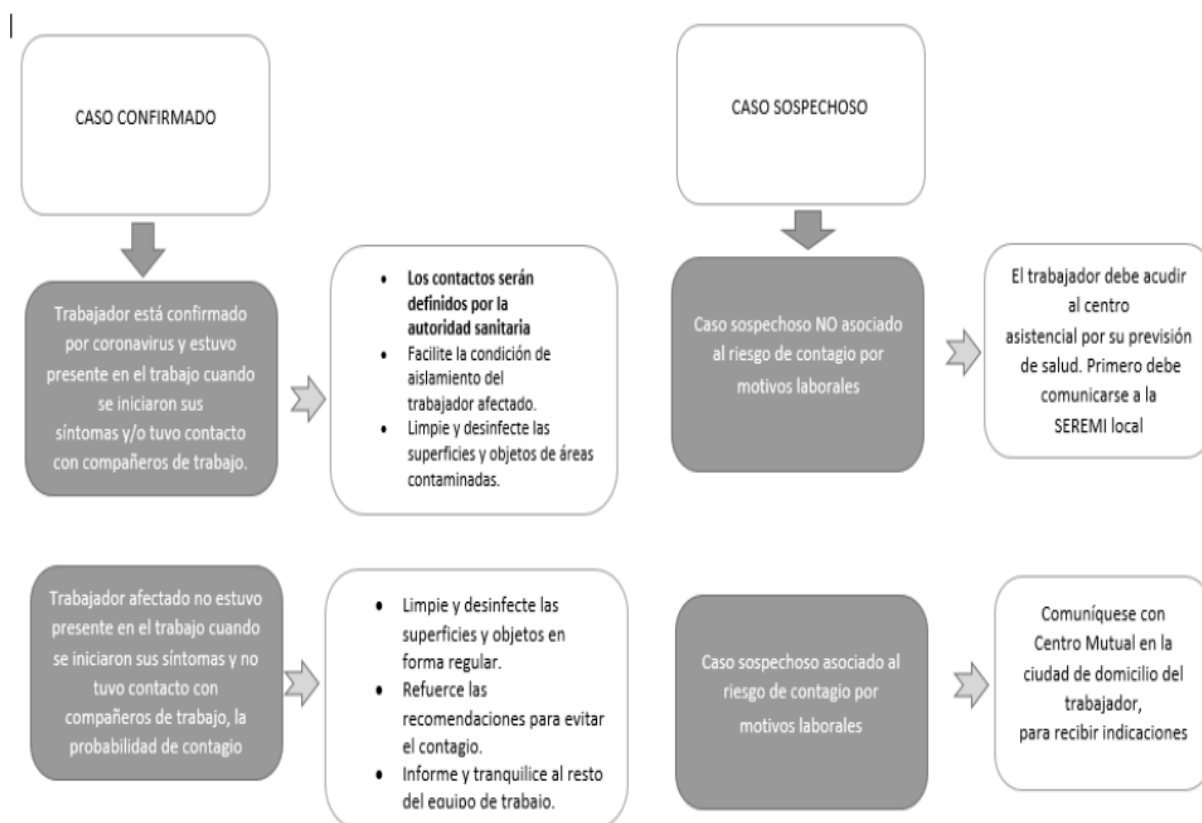 CASO CONFIRMADO
Trabajador está confirmado
por coronavirus y estuvo
presente en el trabajo cuando
se iniciaron sus
síntomas y/o tuvo contacto
con compañeros de trabajo.
• Los contactos serán
definidos por la
autoridad sanitaria
• Facilite la condición de
aislamiento del
trabajador afectado.
• Limpie y desinfecte las
superficies y objetos de áreas
contaminadas.
Trabajador afectado no estuvo
presente en el trabajo cuando
se iniciaron sus síntomas y no
tuvo contacto con
compañeros de trabajo, la
probabilidad de contagio
• Limpie y desinfecte las
superficies y objetos en
forma regular.
• Refuerce las
recomendaciones para evitar
el contagio.
• Informe y tranquilice al resto
del equipo de trabajo.
CASO SOSPECHOSO
Caso sospechoso NO asociado
al riesgo de contagio por
motivos laborales
El trabajador debe acudir
al centro
asistencial por su previsión
de salud. Primero debe
comunicarse a la
SEREMI local
Caso sospechoso asociado al
riesgo de contagio por
motivos laborales
Comuníquese con
Centro Mutual en la
ciudad de domicilio del
trabajador,
para recibir indicaciones